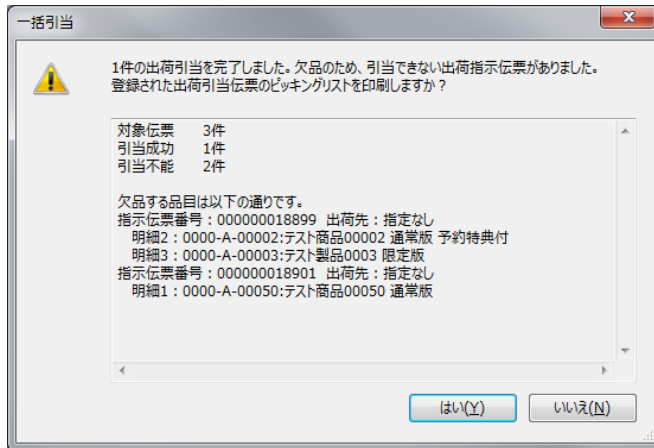 一括引当
1件の出荷引当を完了しました。欠品のため、引当できない出荷指示伝票がありました。
登録された出荷引当伝票のピッキングリストを印刷しますか？
対象伝票 3件
引当成功 1件
引当不能 2件
欠品する品目は以下の通りです。
指示伝票番号：000000018899 出荷先：指定なし
明細2：0000-A-00002:テスト商品00002 通常版 予約特典付
明細3：0000-A-00003:テスト製品0003 限定版
指示伝票番号：000000018901 出荷先：指定なし
明細1：0000-A-00050:テスト商品00050 通常版
はい(Y) いいえ(N)